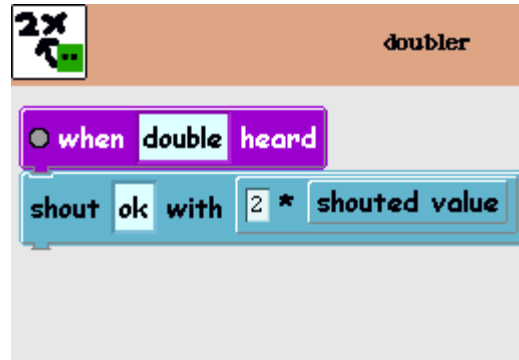 2x
doubler
when double heard
shout ok with 2 * shouted value